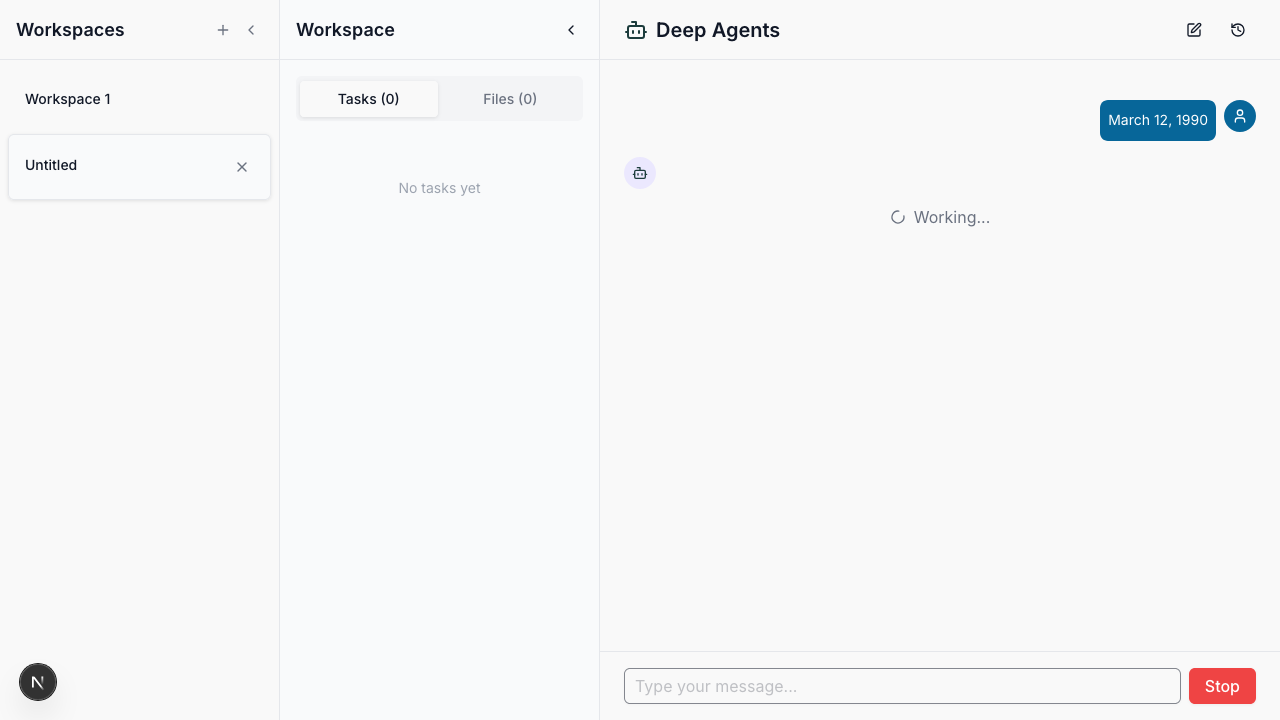 Workspaces
Workspace 1
Untitled
Workspace
Tasks (0)
Files (0)
No tasks yet
Deep Agents
March 12, 1990
Working...
Type your message...
Stop
N